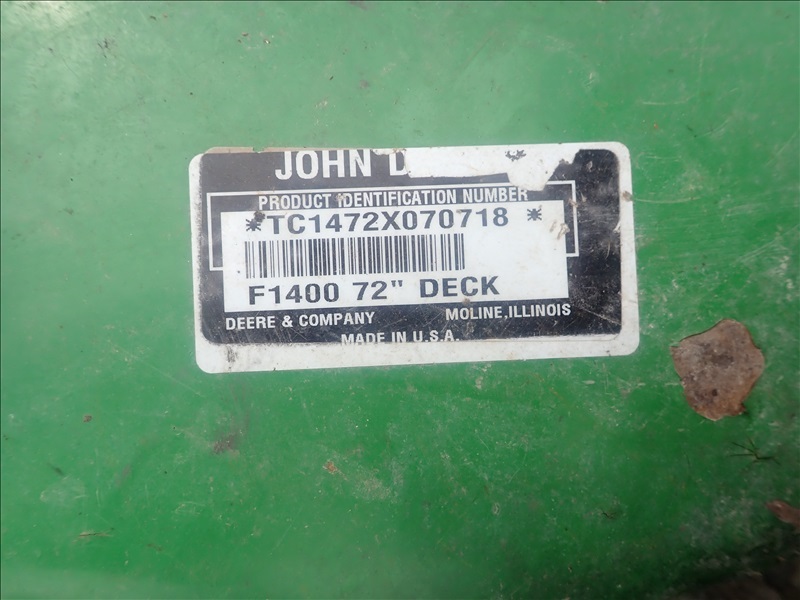 JOHN D
PRODUCT IDENTIFICATION NUMBER
*TC1472X070718*
F1400 72" DECK
DEERE & COMPANY MOLINE, ILLINOIS
MADE IN U.S.A.